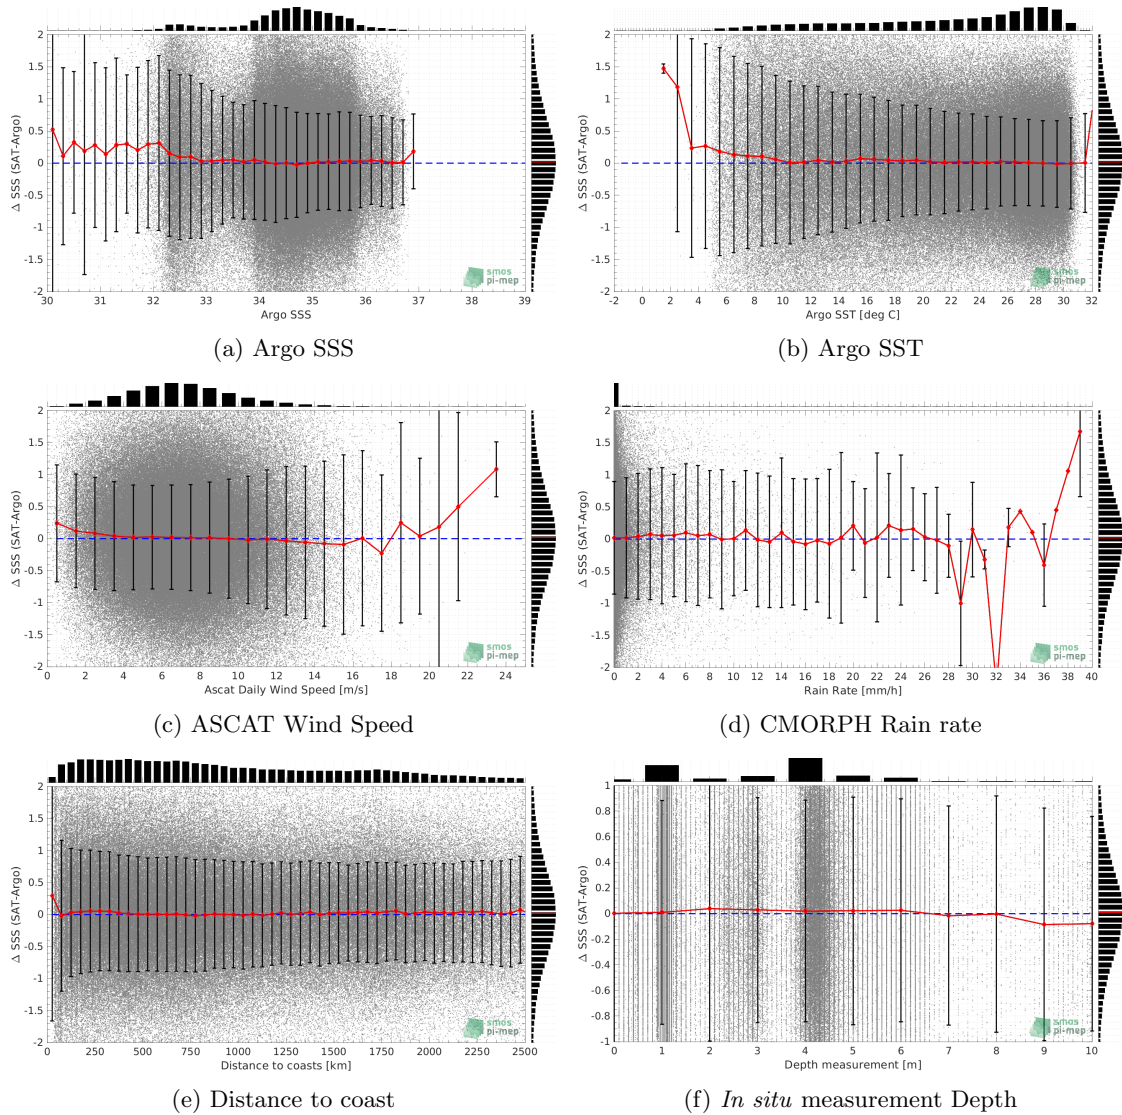 2
1.5
1
0.5
0
-0.5
-1
-1.5
-2
Δ SSS (SAT-Argo)
30 31 32 33 34 35 36 37 38 39
Argo SSS
smos
pi-mep
(a) Argo SSS
2
1.5
1
0.5
0
-0.5
-1
-1.5
-2
Δ SSS (SAT-Argo)
-2 0 2 4 6 8 10 12 14 16 18 20 22 24 26 28 30 32
Argo SST [deg C]
smos
pi-mep
(b) Argo SST
2
1.5
1
0.5
0
-0.5
-1
-1.5
-2
Δ SSS (SAT-Argo)
0 2 4 6 8 10 12 14 16 18 20 22 24
Ascat Daily Wind Speed [m/s]
smos
pi-mep
(c) ASCAT Wind Speed
2
1.5
1
0.5
0
-0.5
-1
-1.5
-2
Δ SSS (SAT-Argo)
0 2 4 6 8 10 12 14 16 18 20 22 24 26 28 30 32 34 36 38 40
Rain Rate [mm/h]
smos
pi-mep
(d) CMORPH Rain rate
2
1.5
1
0.5
0
-0.5
-1
-1.5
-2
Δ SSS (SAT-Argo)
0 250 500 750 1000 1250 1500 1750 2000 2250 2500
Distance to coasts [km]
smos
pi-mep
(e) Distance to coast
1
0.8
0.6
0.4
0.2
0
-0.2
-0.4
-0.6
-0.8
-1
Δ SSS (SAT-Argo)
0 1 2 3 4 5 6 7 8 9 10
Depth measurement [m]
smos
pi-mep
(f) In situ measurement Depth